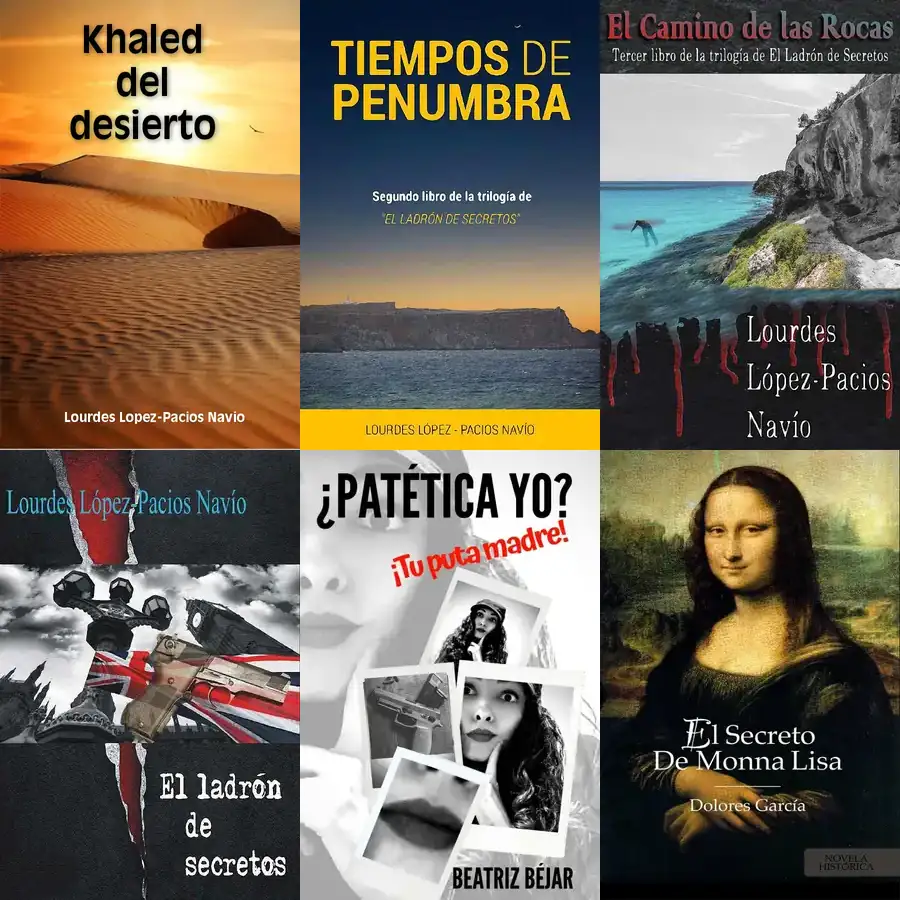 Khaled
del
desierto
Lourdes Lopez-Pacios Navio
TIEMPOS DE
PENUMBRA
Segundo libro de la trilogía de
"EL LADRÓN DE SECRETOS"
LOURDES LÓPEZ - PACIOS NAVÍO
El Camino de las Rocas
Tercer libro de la trilogía de El Ladrón de Secretos
Lourdes
López-Pacios
Navío
Lourdes López-Pacios Navío
El ladrón
de
secretos
¿PATÉTICA YO?
¡Tu puta madre!
BEATRIZ BÉJAR
El Secreto
De Monna Lisa
Dolores García
NOVELA
HISTÓRICA